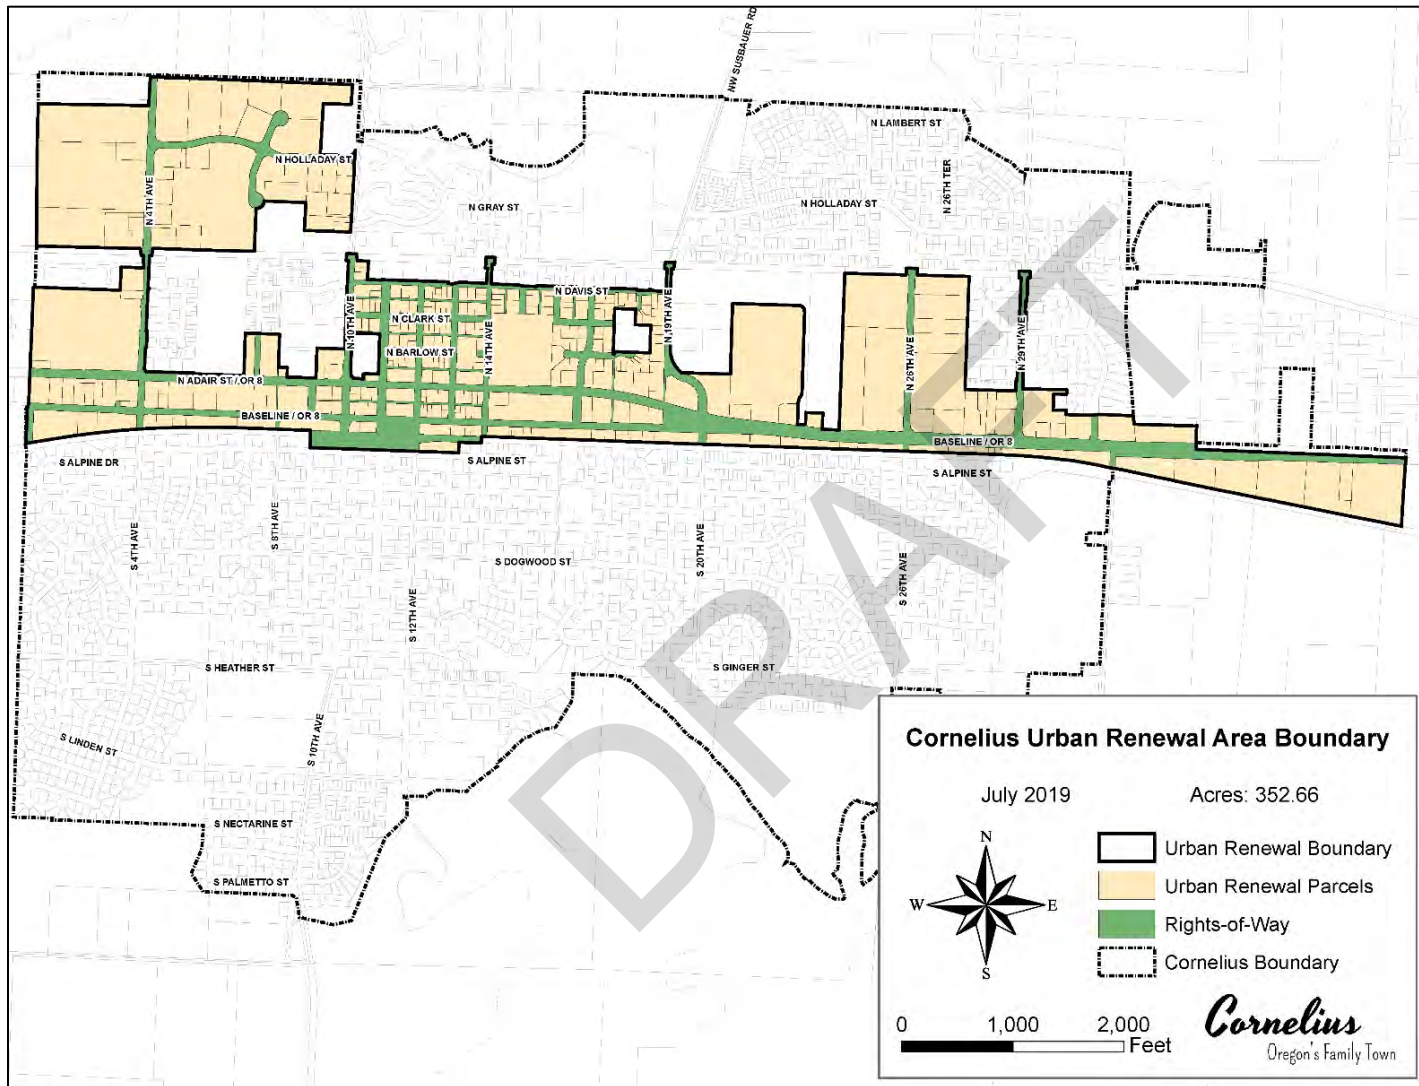 NW SUSBAUER RD
N LAMBERT ST
N HOLLADAY ST
N 26TH TER
N 4TH AVE
N GRAY ST
N HOLLADAY ST
N DAVIS ST
N CLARK ST
N 10TH AVE
N 14TH AVE
N 19TH AVE
N 26TH AVE
N 29TH AVE
N BARLOW ST
N ADAIR ST / OR 8
BASELINE / OR 8
BASELINE / OR 8
S ALPINE DR
S ALPINE ST
S ALPINE ST
S 4TH AVE
S 8TH AVE
S DOGWOOD ST
S 20TH AVE
S 26TH AVE
S 12TH AVE
S HEATHER ST
S GINGER ST
S 10TH AVE
S LINDEN ST
S NECTARINE ST
S PALMETTO ST
DRAFT
Cornelius Urban Renewal Area Boundary
July 2019 Acres: 352.66
N
W E
S
Urban Renewal Boundary
Urban Renewal Parcels
Rights-of-Way
Cornelius Boundary
0 1,000 2,000
Feet
Cornelius
Oregon's Family Town